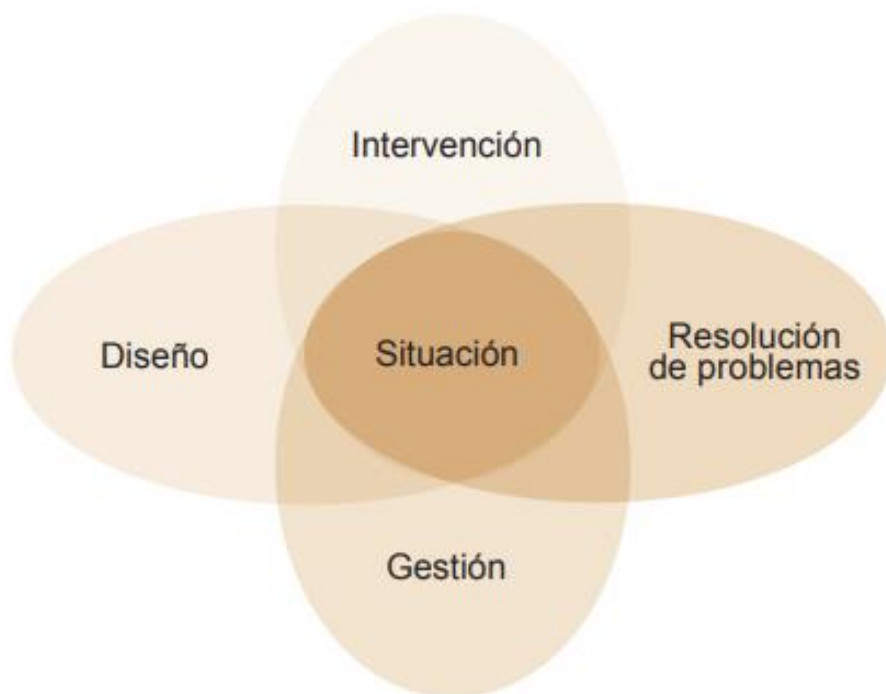 Intervención
Diseño
Situación
Resolución
de problemas
Gestión